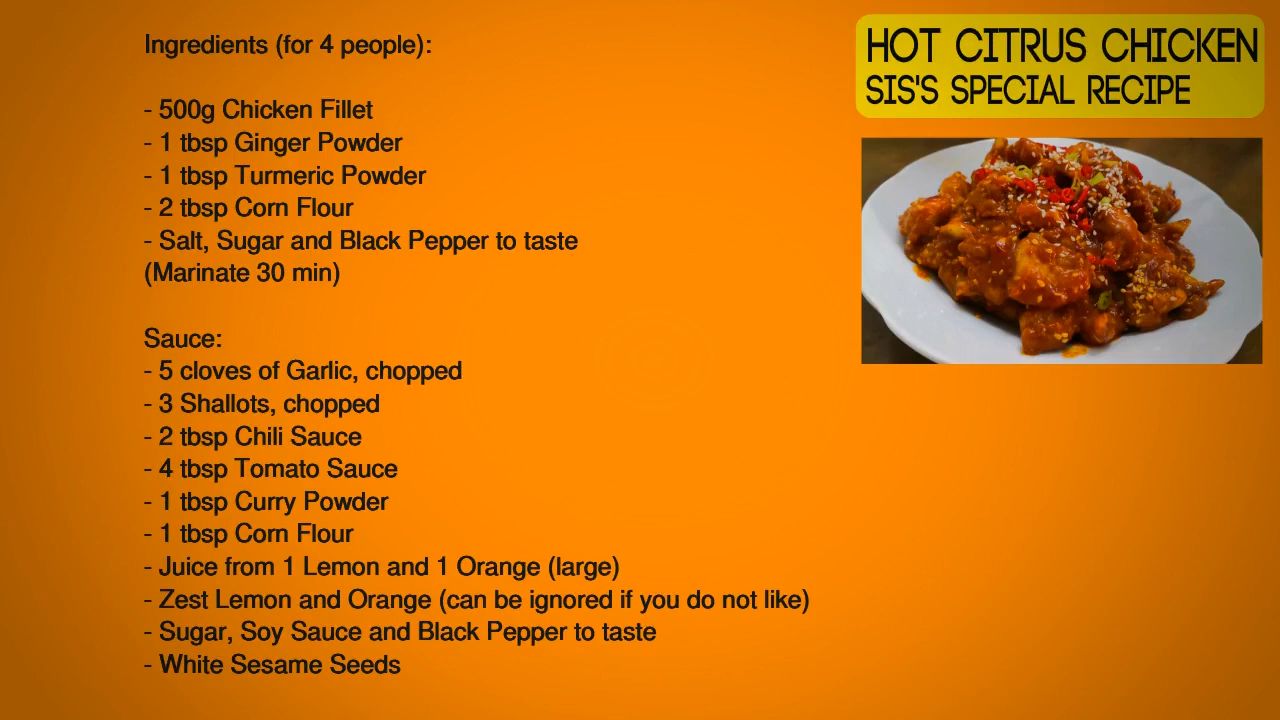 HOT CITRUS CHICKEN
SIS'S SPECIAL RECIPE
Ingredients (for 4 people):
- 500g Chicken Fillet
- 1 tbsp Ginger Powder
- 1 tbsp Turmeric Powder
- 2 tbsp Corn Flour
- Salt, Sugar and Black Pepper to taste
(Marinate 30 min)
Sauce:
- 5 cloves of Garlic, chopped
- 3 Shallots, chopped
- 2 tbsp Chili Sauce
- 4 tbsp Tomato Sauce
- 1 tbsp Curry Powder
- 1 tbsp Corn Flour
- Juice from 1 Lemon and 1 Orange (large)
- Zest Lemon and Orange (can be ignored if you do not like)
- Sugar, Soy Sauce and Black Pepper to taste
- White Sesame Seeds